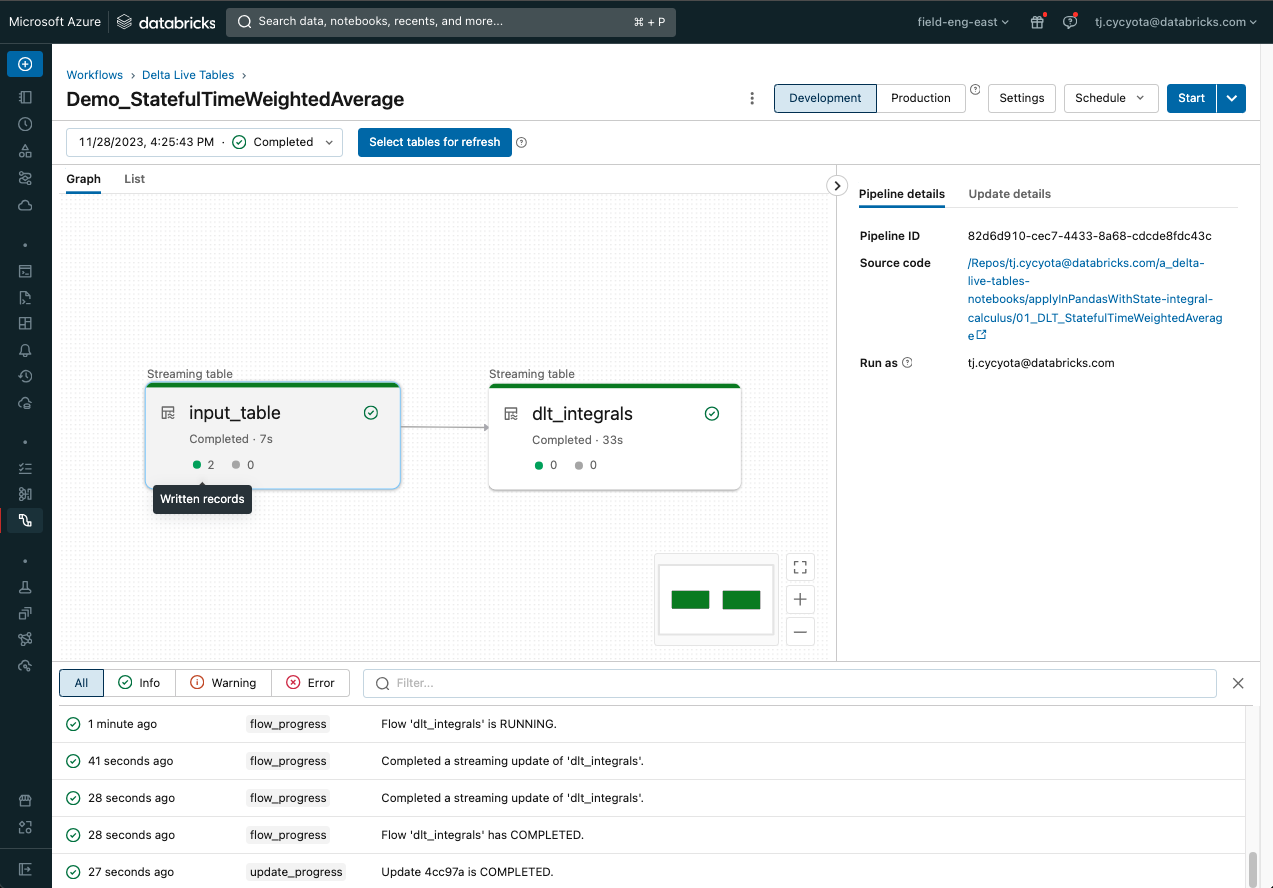 Microsoft Azure databricks Search data, notebooks, recents, and more... ⌘ + P field-eng-east tj.cycyota@databricks.com
Workflows › Delta Live Tables ›
Demo_StatefulTimeWeightedAverage
Development Production Settings Schedule Start
11/28/2023, 4:25:43 PM · Completed Select tables for refresh
Graph List
Streaming table
input_table
Completed · 7s
2 0
Written records
Streaming table
dlt_integrals
Completed · 33s
0 0
Pipeline details Update details
Pipeline ID 82d6d910-cec7-4433-8a68-cdcde8fdc43c
Source code /Repos/tj.cycyota@databricks.com/a_delta-
live-tables-
notebooks/applyInPandasWithState-integral-
calculus/01_DLT_StatefulTimeWeightedAverag
e
Run as tj.cycyota@databricks.com
All Info Warning Error Filter...
1 minute ago flow_progress Flow 'dlt_integrals' is RUNNING.
41 seconds ago flow_progress Completed a streaming update of 'dlt_integrals'.
28 seconds ago flow_progress Completed a streaming update of 'dlt_integrals'.
28 seconds ago flow_progress Flow 'dlt_integrals' has COMPLETED.
27 seconds ago update_progress Update 4cc97a is COMPLETED.